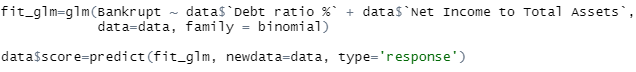 fit_glm=glm(Bankrupt ~ data$`Debt ratio %` + data$`Net Income to Total Assets`,
data=data, family = binomial)
data$score=predict(fit_glm, newdata=data, type='response')